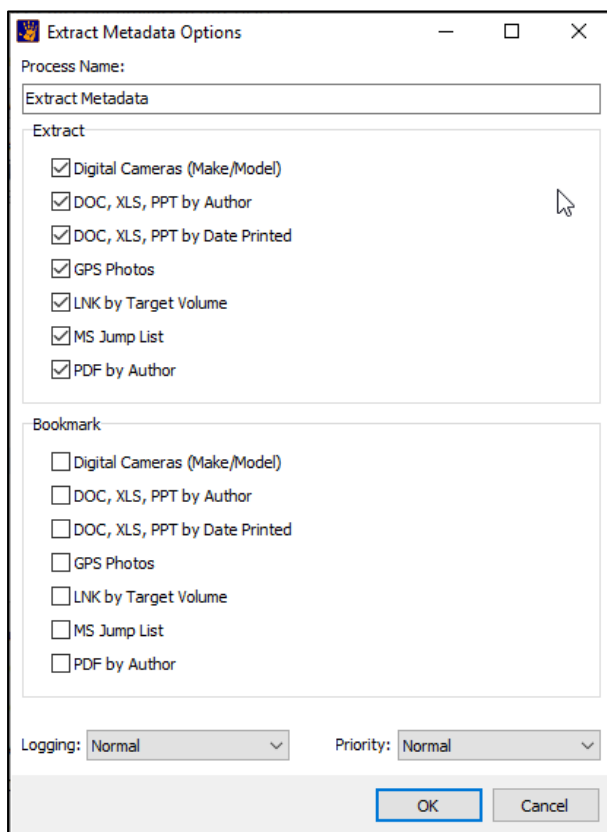 Extract Metadata Options
Process Name:
Extract Metadata
Extract
Digital Cameras (Make/Model)
DOC, XLS, PPT by Author
DOC, XLS, PPT by Date Printed
GPS Photos
LNK by Target Volume
MS Jump List
PDF by Author
Bookmark
Digital Cameras (Make/Model)
DOC, XLS, PPT by Author
DOC, XLS, PPT by Date Printed
GPS Photos
LNK by Target Volume
MS Jump List
PDF by Author
Logging: Normal Priority: Normal
OK Cancel